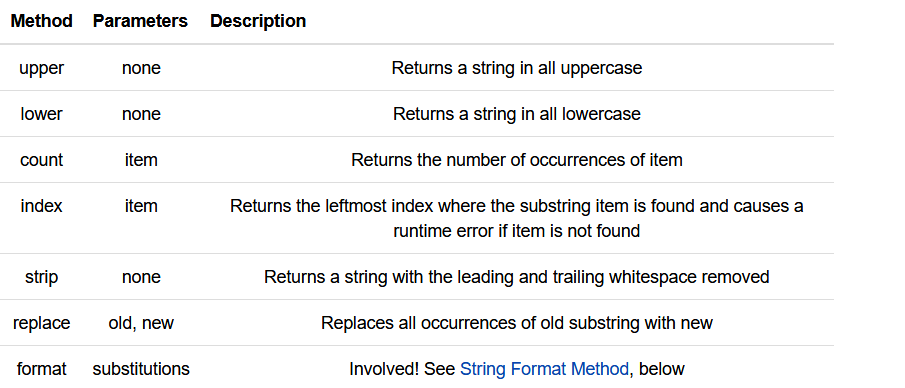 Method Parameters Description
upper none Returns a string in all uppercase
lower none Returns a string in all lowercase
count item Returns the number of occurrences of item
index item Returns the leftmost index where the substring item is found and causes a
runtime error if item is not found
strip none Returns a string with the leading and trailing whitespace removed
replace old, new Replaces all occurrences of old substring with new
format substitutions Involved! See String Format Method, below